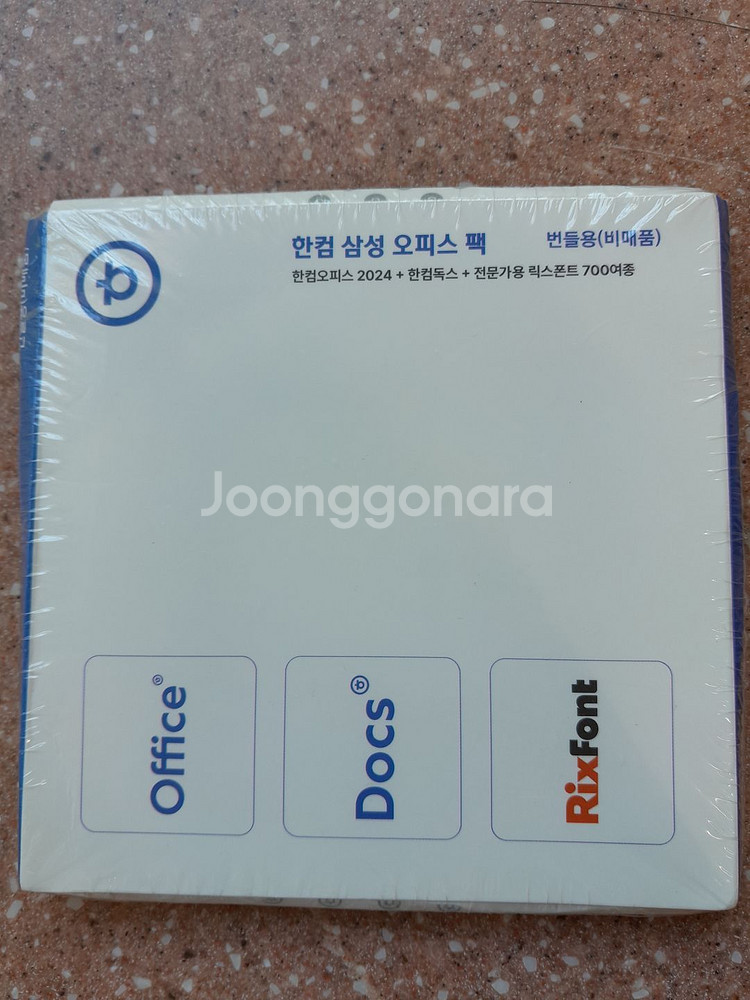 한컴 삼성 오피스 팩
번들용(비매품)
한컴오피스 2024 + 한컴독스 + 전문가용 릭스폰트 700여종
Joonggonara
Office
Docs
RixFont